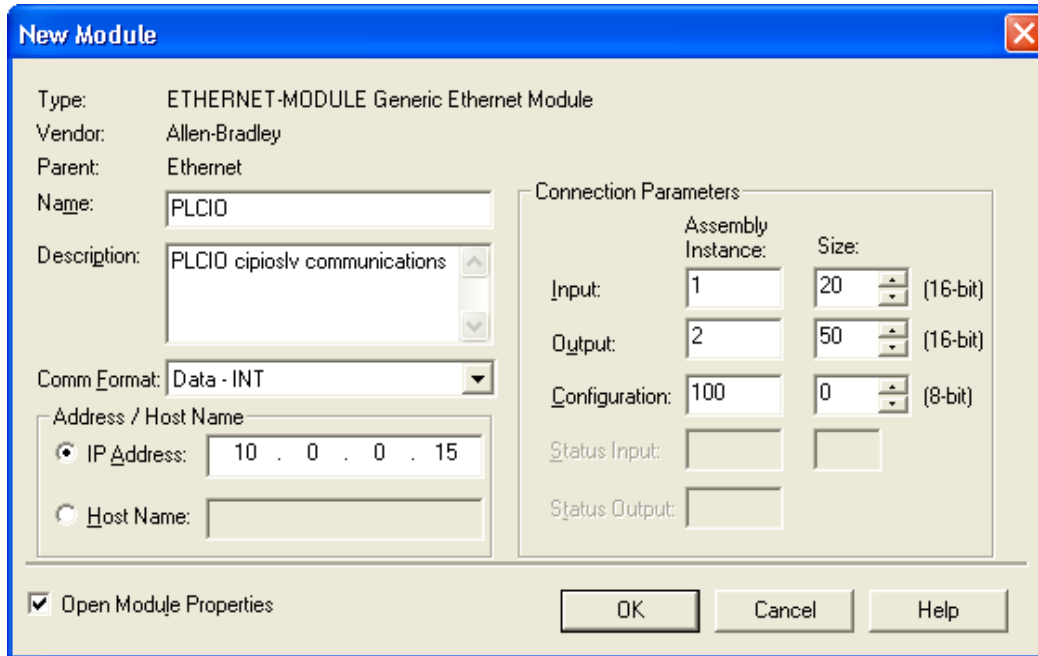 New Module
Type: ETHERNET-MODULE Generic Ethernet Module
Vendor: Allen-Bradley
Parent: Ethernet
Name: PLCIO
Description: PLCIO cipioslv communications
Comm Format: Data - INT
Address / Host Name
IP Address: 10 . 0 . 0 . 15
Host Name:
Connection Parameters
Assembly
Instance: Size:
Input: 1 20 (16-bit)
Output: 2 50 (16-bit)
Configuration: 100 0 (8-bit)
Status Input:
Status Output:
Open Module Properties
OK Cancel Help